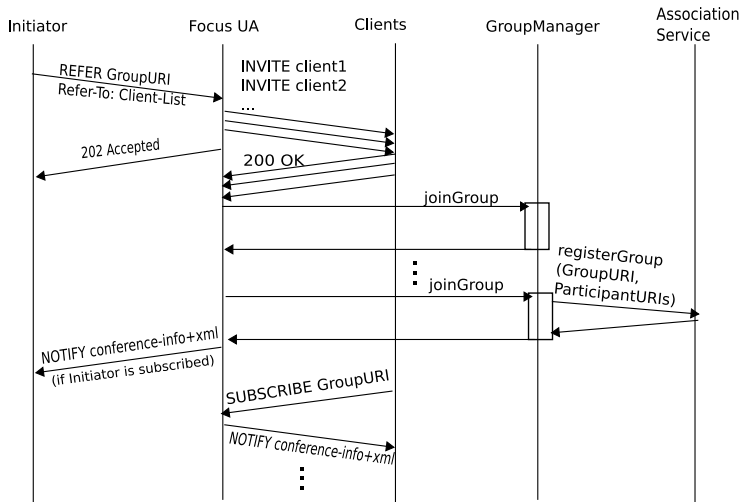 Initiator
Focus UA
Clients
GroupManager
Association
Service
REFER GroupURI
Refer-To: Client-List
INVITE client1
INVITE client2
...
202 Accepted
200 OK
joinGroup
registerGroup
(GroupURI,
ParticipantURIs)
joinGroup
NOTIFY conference-info+xml
(if Initiator is subscribed)
SUBSCRIBE GroupURI
NOTIFY conference-info+xml